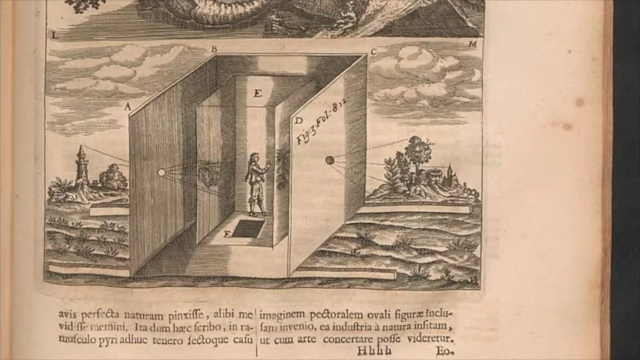 L M
B C
A E D
Fig:3.Fol:812.
F
avis perfecta naturam pinxiſſe, alibi me
vidiſſe memini. Ita dum hæc ſcribo, in ra-
muſculo pyri adhuc tenero ſectoque caſu
imaginem pectoralem ovali figuræ inclu-
ſam invenio, ea induſtria à natura inſitam,
ut cum arte concertare poſſe videretur.
Hhhh Eo-